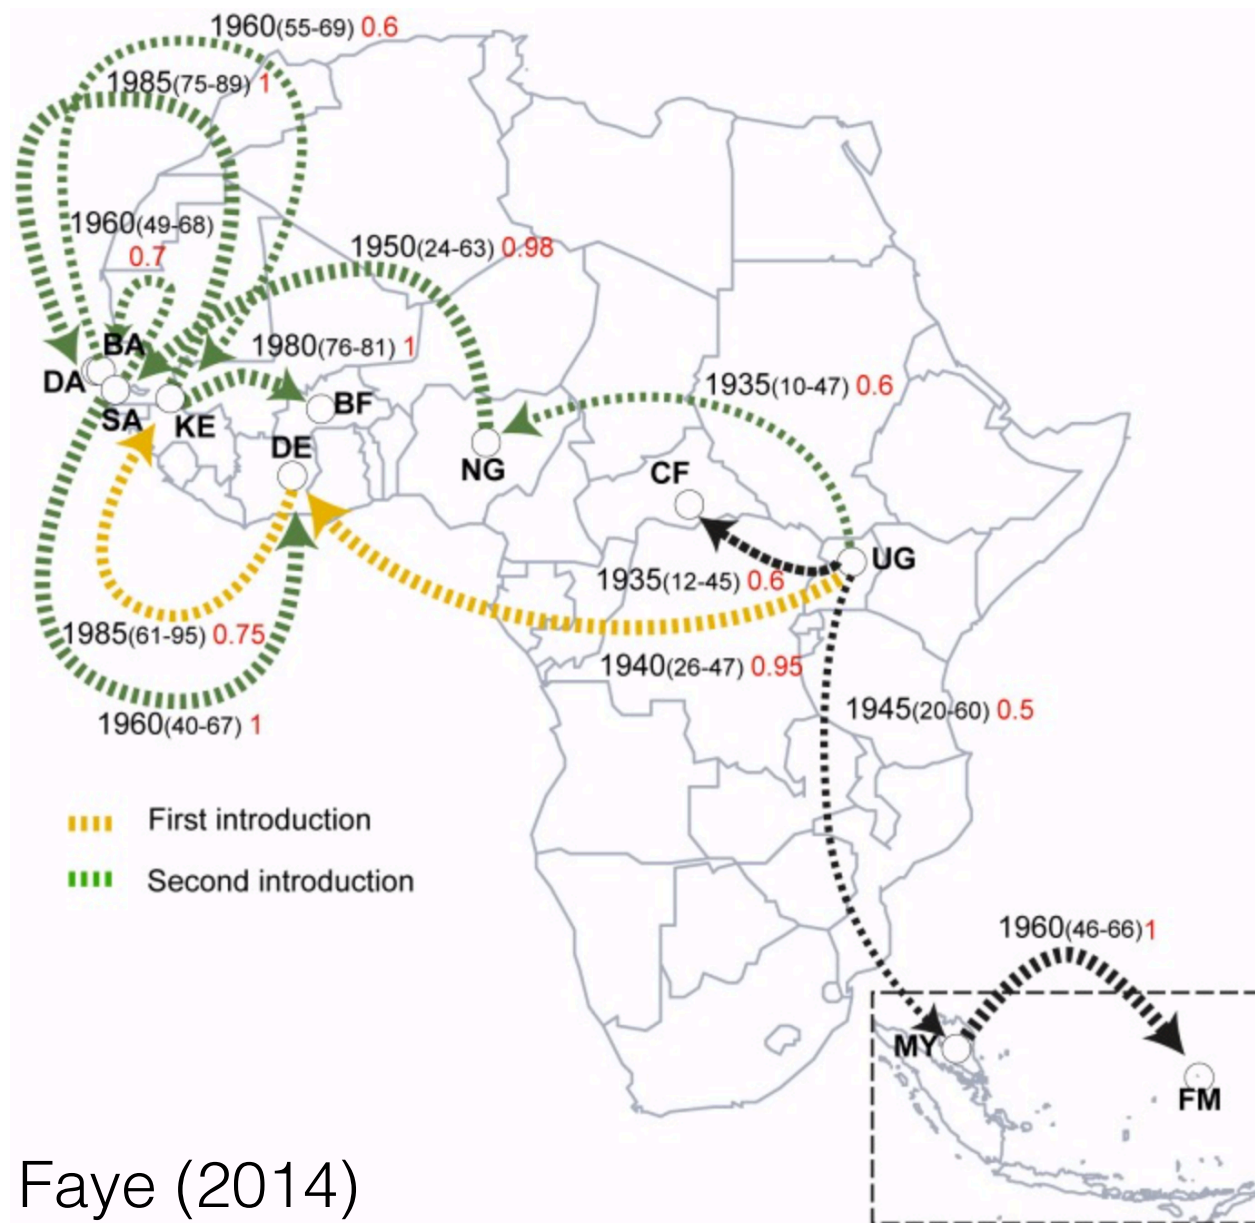 1960(55-69) 0.6
1985(75-89) 1
1960(49-68)
0.7
1950(24-63) 0.98
BA
1980(76-81) 1
DA
1935(10-47) 0.6
BF
SA
KE
DE
NG
CF
UG
1935(12-45) 0.6
1985(61-95) 0.75
1940(26-47) 0.95
1960(40-67) 1
1945(20-60) 0.5
First introduction
Second introduction
1960(46-66)1
MY
FM
Faye (2014)